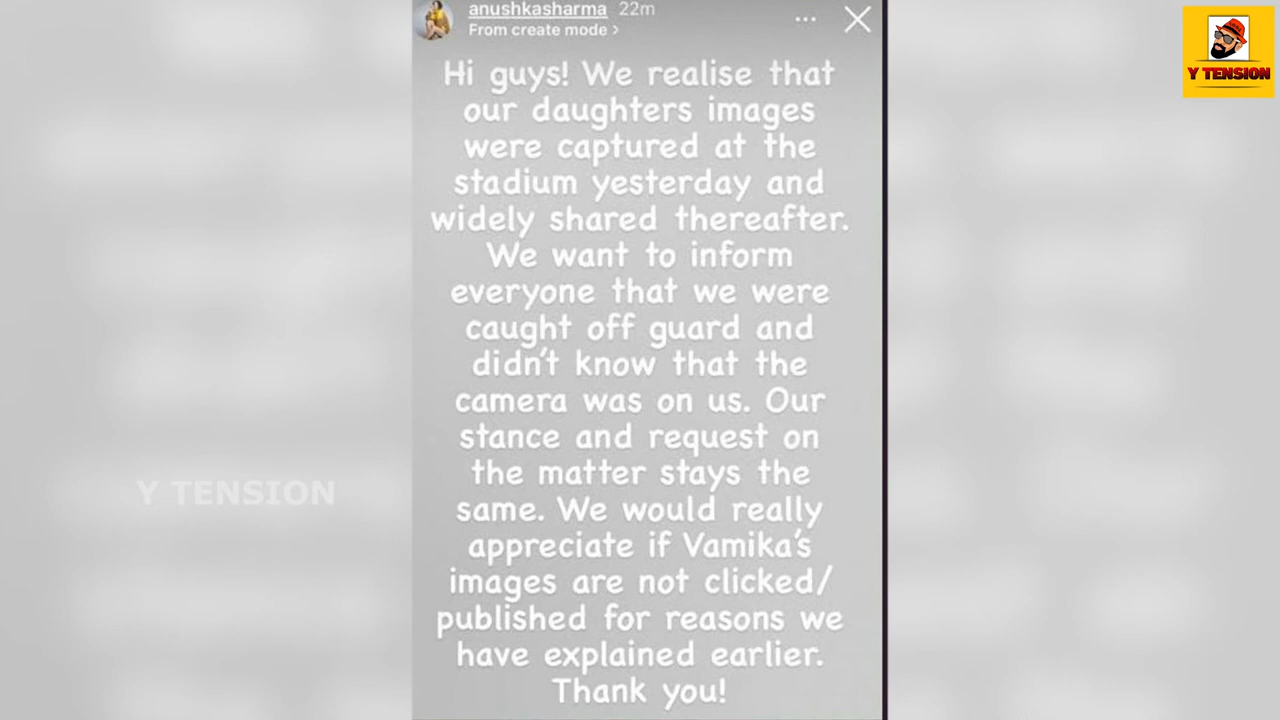 anushkasharma 22m
From create mode >
Hi guys! We realise that
our daughters images
were captured at the
stadium yesterday and
widely shared thereafter.
We want to inform
everyone that we were
caught off guard and
didn't know that the
camera was on us. Our
stance and request on
the matter stays the
same. We would really
appreciate if Vamika's
images are not clicked/
published for reasons we
have explained earlier.
Thank you!
Y TENSION
Y TENSION